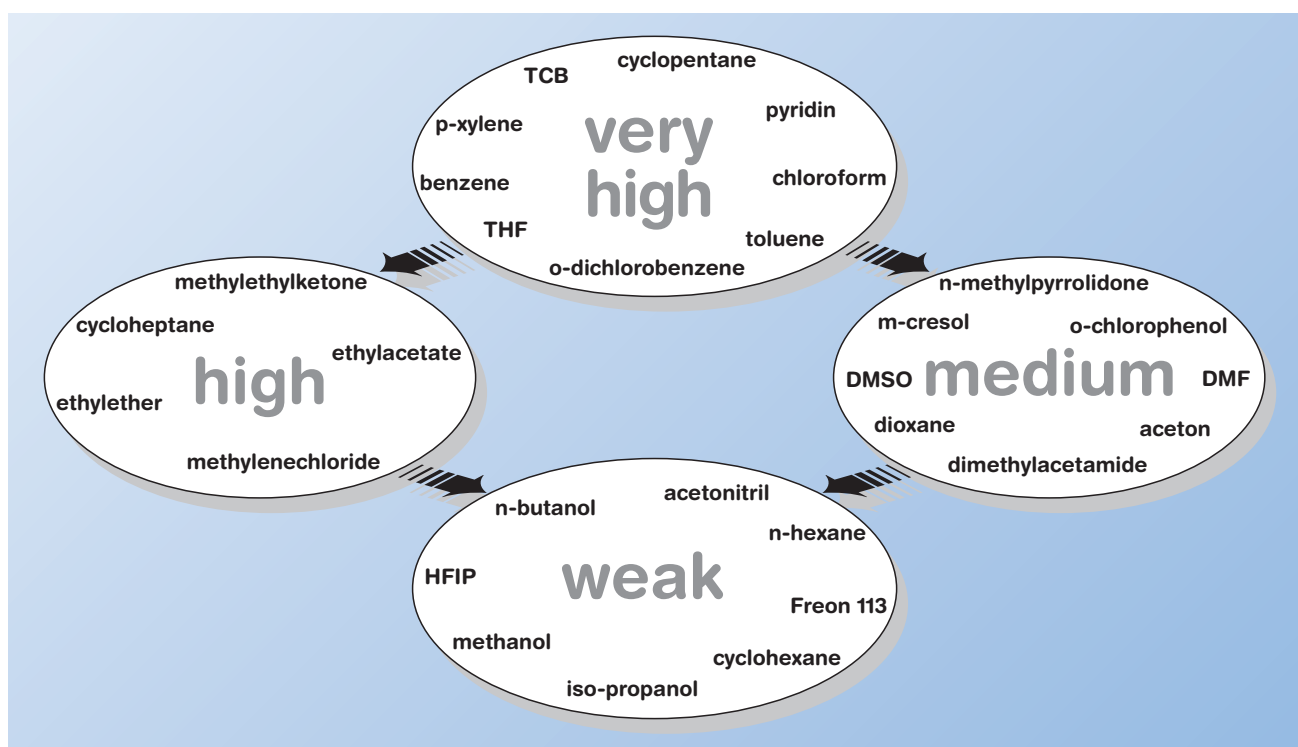 cyclopentane
TCB
pyridin
p-xylene
very
high
chloroform
benzene
THF
toluene
o-dichlorobenzene
methylethylketone
cycloheptane
ethylacetate
high
ethylether
methylenechloride
n-methylpyrrolidone
m-cresol
o-chlorophenol
DMSO
medium
DMF
dioxane
aceton
dimethylacetamide
acetonitril
n-butanol
n-hexane
HFIP
weak
Freon 113
methanol
cyclohexane
iso-propanol